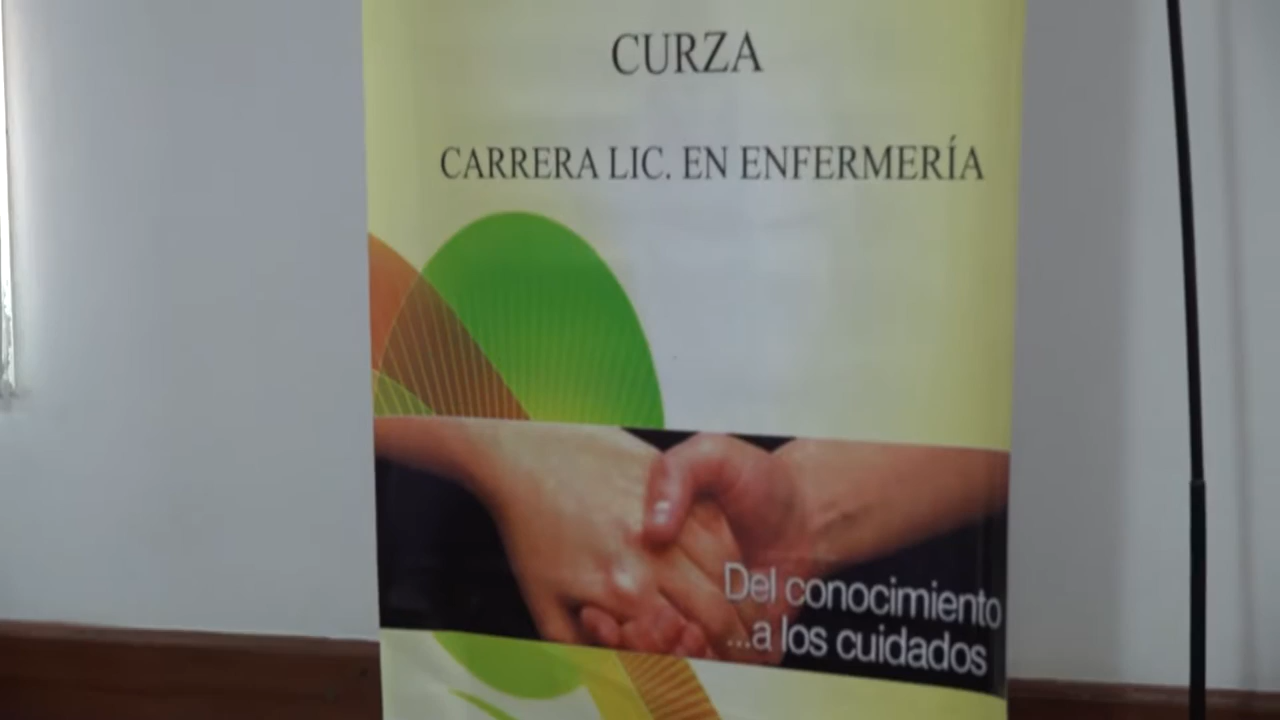 CURZA
CARRERA LIC. EN ENFERMERÍA
Del conocimiento
...a los cuidados